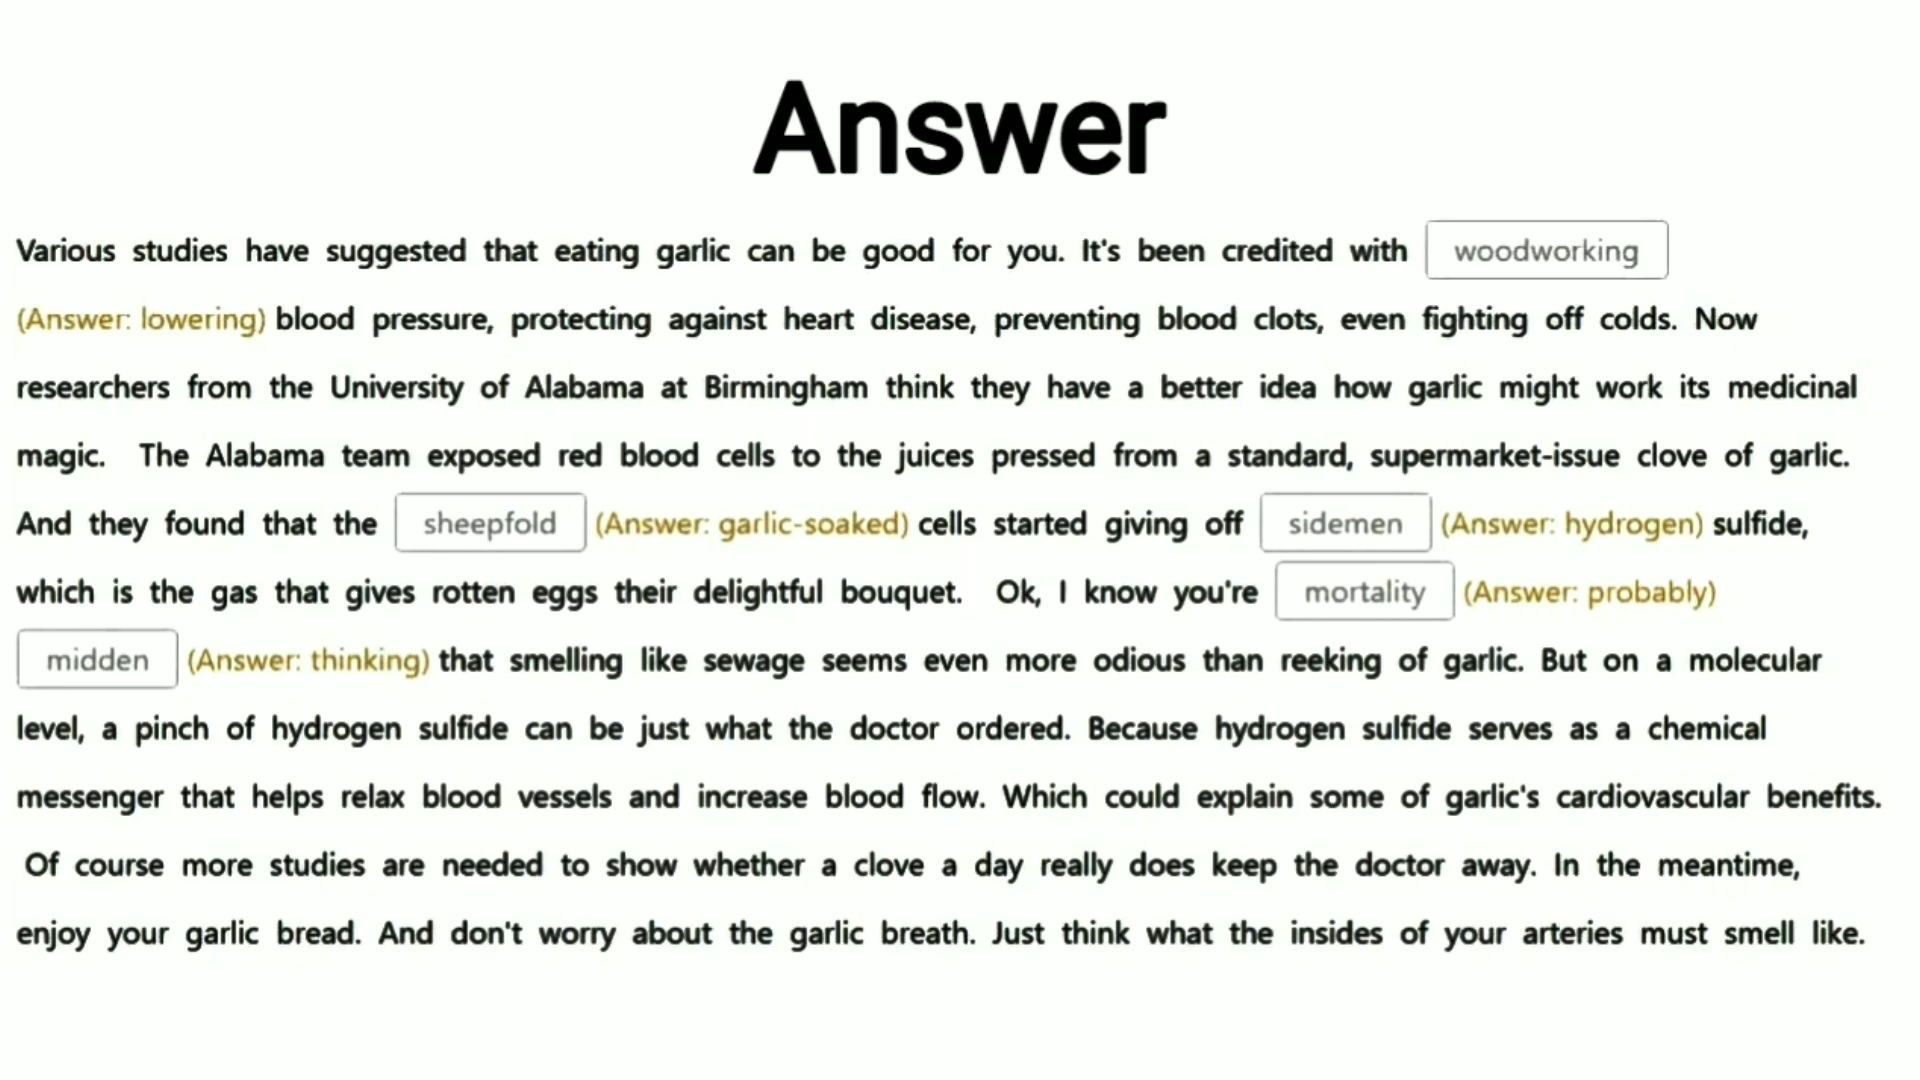 Answer
Various studies have suggested that eating garlic can be good for you. It's been credited with woodworking
(Answer: lowering) blood pressure, protecting against heart disease, preventing blood clots, even fighting off colds. Now
researchers from the University of Alabama at Birmingham think they have a better idea how garlic might work its medicinal
magic. The Alabama team exposed red blood cells to the juices pressed from a standard, supermarket-issue clove of garlic.
And they found that the sheepfold (Answer: garlic-soaked) cells started giving off sidemen (Answer: hydrogen) sulfide,
which is the gas that gives rotten eggs their delightful bouquet. Ok, I know you're mortality (Answer: probably)
midden (Answer: thinking) that smelling like sewage seems even more odious than reeking of garlic. But on a molecular
level, a pinch of hydrogen sulfide can be just what the doctor ordered. Because hydrogen sulfide serves as a chemical
messenger that helps relax blood vessels and increase blood flow. Which could explain some of garlic's cardiovascular benefits.
Of course more studies are needed to show whether a clove a day really does keep the doctor away. In the meantime,
enjoy your garlic bread. And don't worry about the garlic breath. Just think what the insides of your arteries must smell like.